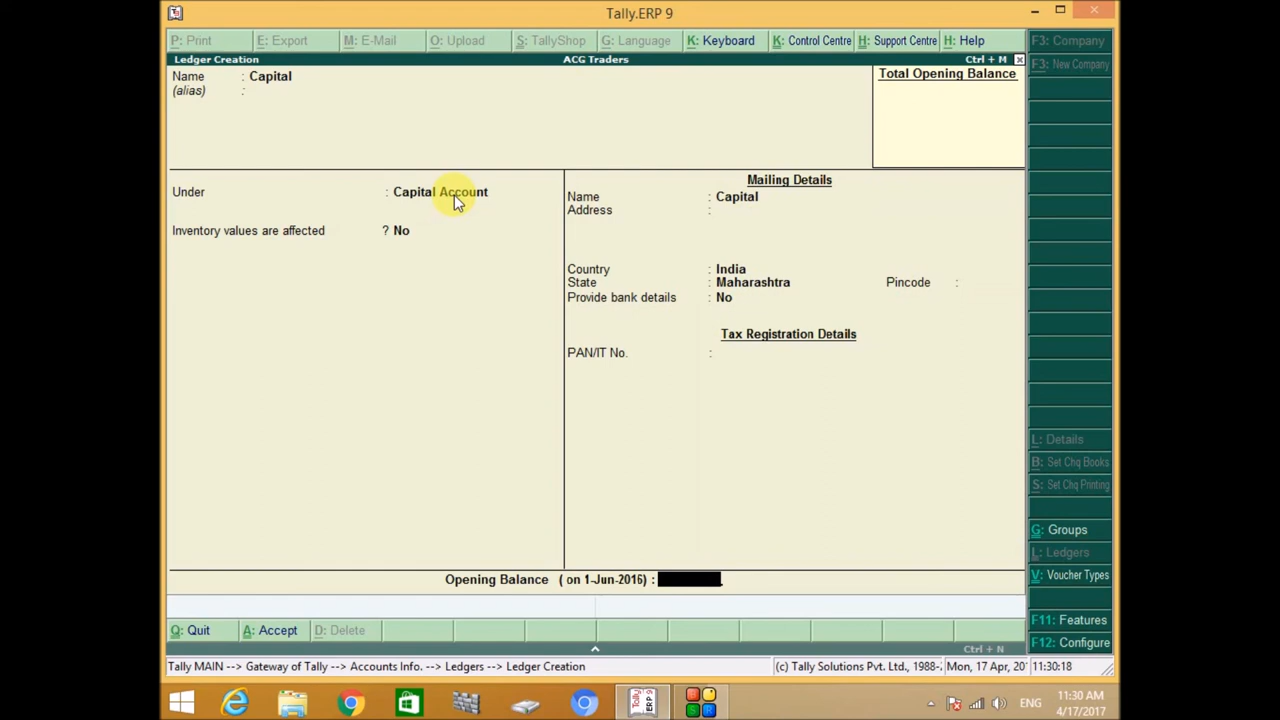 Tally.ERP 9
P: Print E: Export M: E-Mail O: Upload S: TallyShop G: Language K: Keyboard K: Control Centre H: Support Centre H: Help F3: Company
Ledger Creation ACG Traders Ctrl + M
F3: New Company
Name : Capital
(alias) :
Total Opening Balance
Under : Capital Account
Inventory values are affected ? No
Mailing Details
Name : Capital
Address :
Country : India
State : Maharashtra Pincode :
Provide bank details : No
Tax Registration Details
PAN/IT No. :
L: Details
B: Set Chq Books
S: Set Chq Printing
G: Groups
L: Ledgers
V: Voucher Types
F11: Features
F12: Configure
Opening Balance ( on 1-Jun-2016) :
Q: Quit A: Accept D: Delete
Ctrl + N
Tally MAIN --> Gateway of Tally --> Accounts Info. --> Ledgers --> Ledger Creation (c) Tally Solutions Pvt. Ltd., 1988-2 Mon, 17 Apr, 20 11:30:18
ENG
11:30 AM
4/17/2017